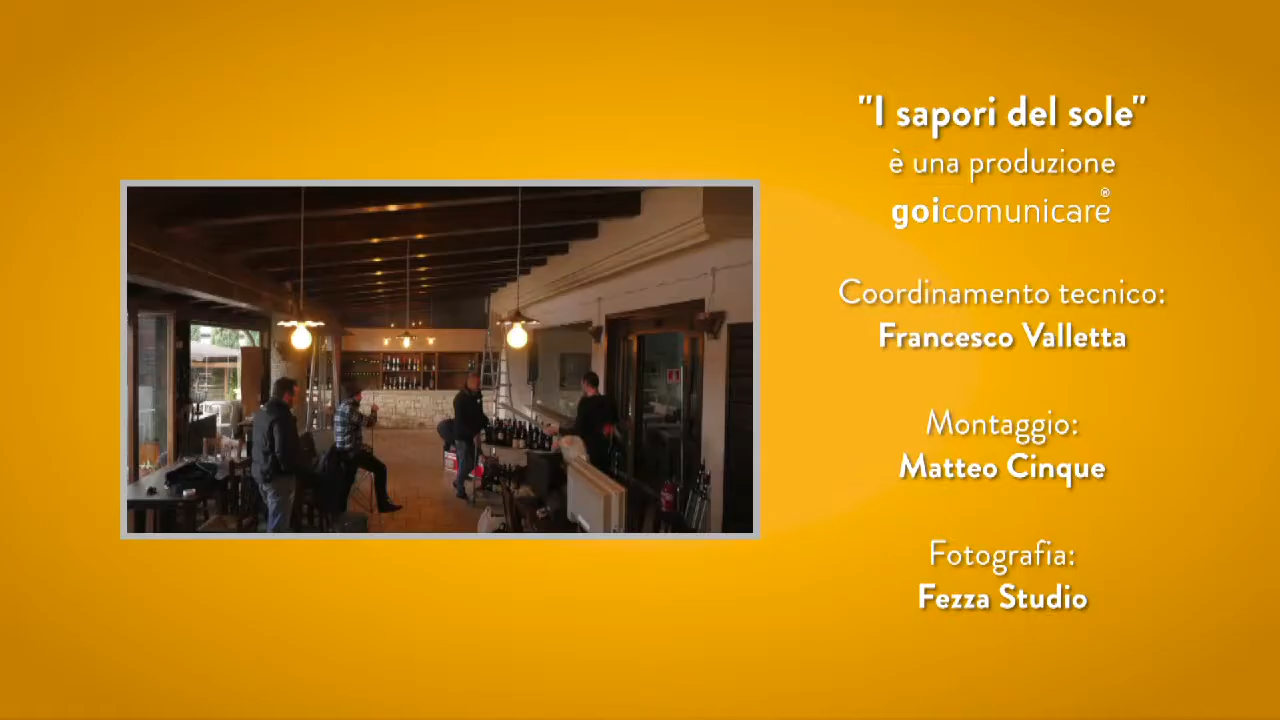 "I sapori del sole"
è una produzione
goicomunicare®
Coordinamento tecnico:
Francesco Valletta
Montaggio:
Matteo Cinque
Fotografia:
Fezza Studio